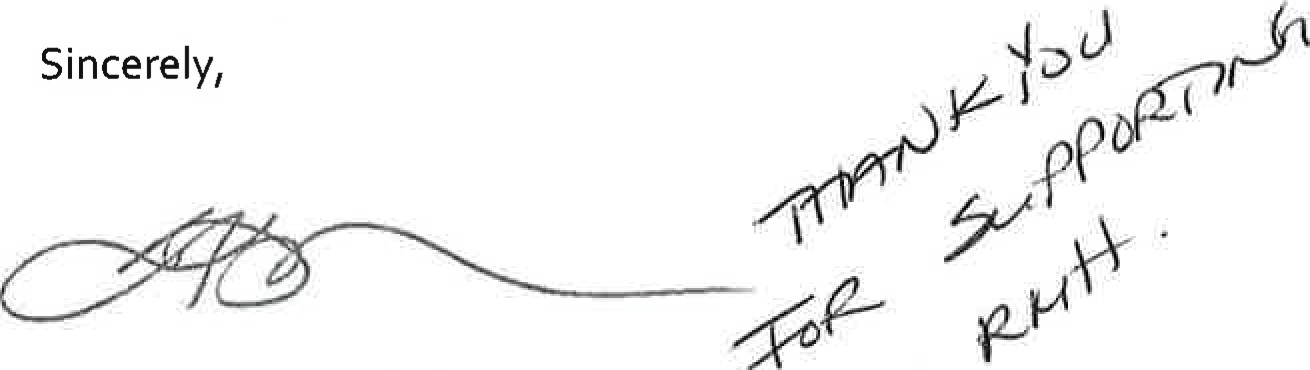 Sincerely,
THANK YOU
FOR SUPPORTING
RMH.